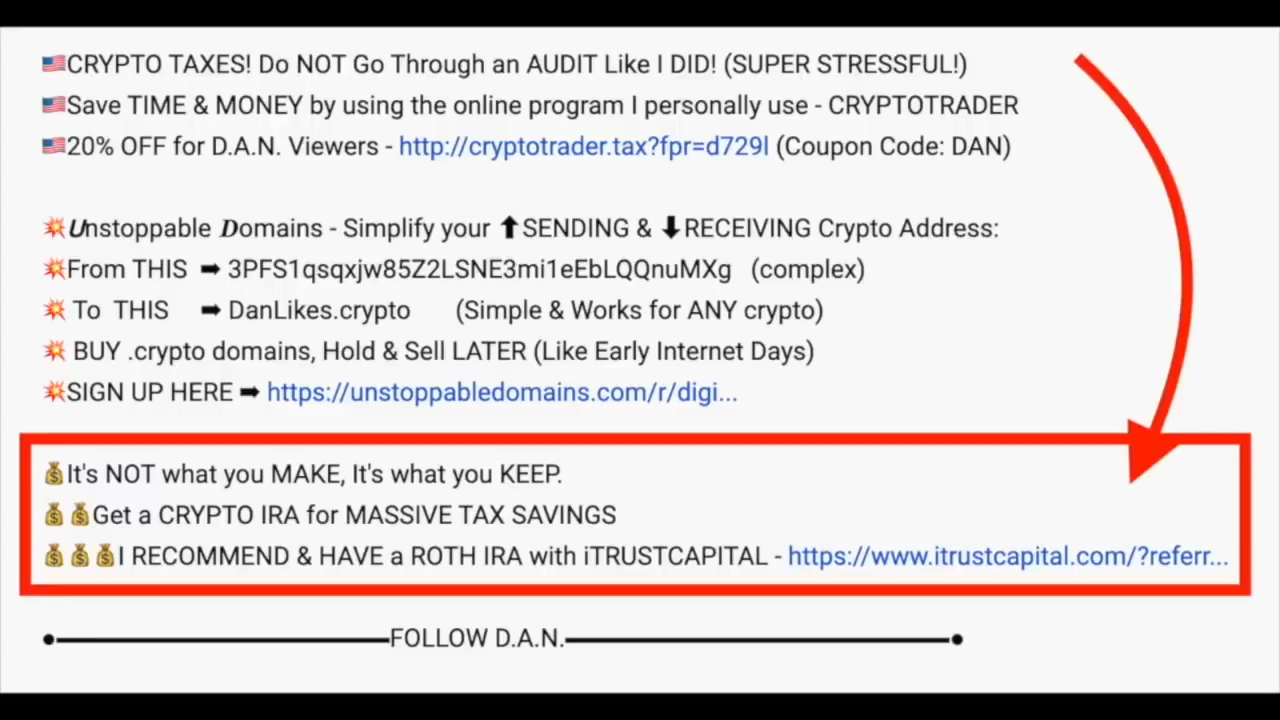 🇺🇸CRYPTO TAXES! Do NOT Go Through an AUDIT Like I DID! (SUPER STRESSFUL!)
🇺🇸Save TIME & MONEY by using the online program I personally use - CRYPTOTRADER
🇺🇸20% OFF for D.A.N. Viewers - http://cryptotrader.tax?fpr=d729l (Coupon Code: DAN)
💥𝑼nstoppable 𝑫omains - Simplify your ⬆SENDING & ⬇RECEIVING Crypto Address:
💥From THIS ➡ 3PFS1qsqxjw85Z2LSNE3mi1eEbLQQnuMXg (complex)
💥 To THIS ➡ DanLikes.crypto (Simple & Works for ANY crypto)
💥 BUY .crypto domains, Hold & Sell LATER (Like Early Internet Days)
💥SIGN UP HERE ➡ https://unstoppabledomains.com/r/digi...
💰It's NOT what you MAKE, It's what you KEEP.
💰💰Get a CRYPTO IRA for MASSIVE TAX SAVINGS
💰💰💰I RECOMMEND & HAVE a ROTH IRA with iTRUSTCAPITAL - https://www.itrustcapital.com/?referr...
●▬▬▬▬▬▬▬▬FOLLOW D.A.N.▬▬▬▬▬▬▬▬●